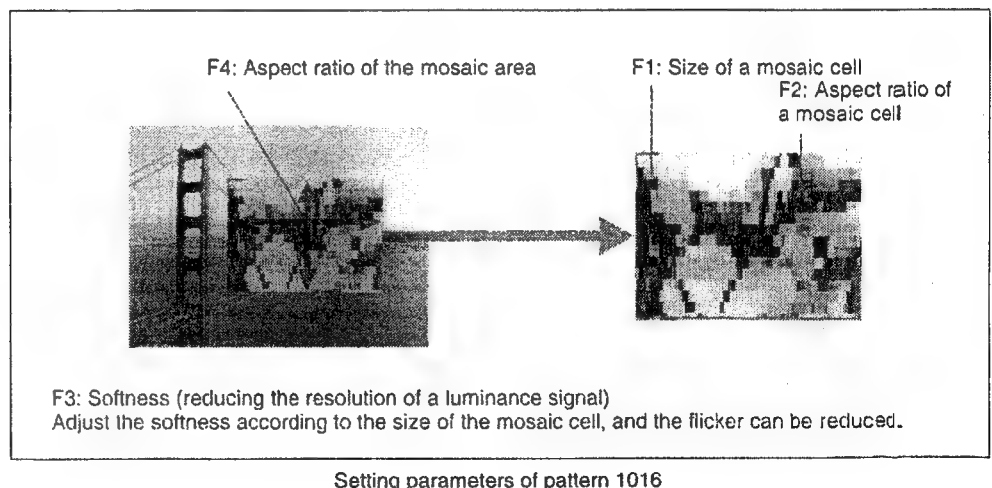 F4: Aspect ratio of the mosaic area
F1: Size of a mosaic cell
F2: Aspect ratio of
a mosaic cell
F3: Softness (reducing the resolution of a luminance signal)
Adjust the softness according to the size of the mosaic cell, and the flicker can be reduced.
Setting parameters of pattern 1016